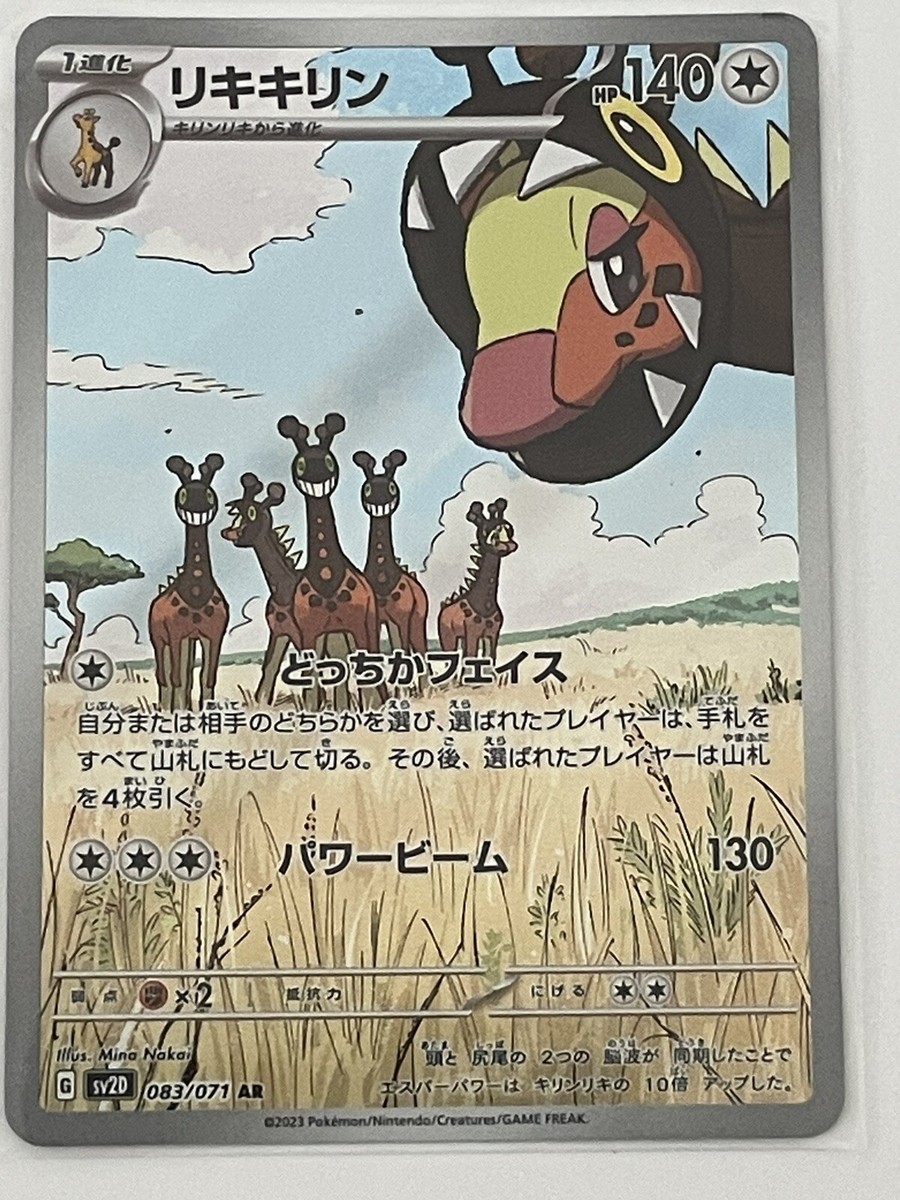 1進化
リキキリン
HP 140
キリンリキから進化
どっちかフェイス
自分または相手のどちらかを選び、選ばれたプレイヤーは、手札を
すべて山札にもどして切る。その後、選ばれたプレイヤーは山札
を4枚引く。
パワービーム 130
弱点 ×2 抵抗力 にげる
Illus. Mina Nakai
頭と 尻尾の 2つの 脳波が 同期したことで
エスパーパワーは キリンリキの 10倍 アップした。
G sv2D 083/071 AR
©2023 Pokémon/Nintendo/Creatures/GAME FREAK.